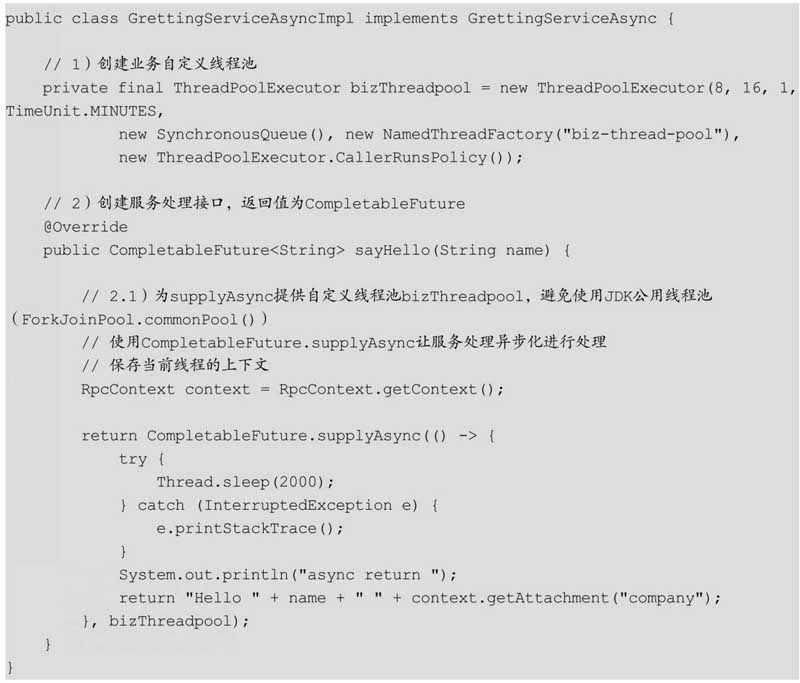 public class GrettingServiceAsyncImpl implements GrettingServiceAsync {
// 1）创建业务自定义线程池
private final ThreadPoolExecutor bizThreadpool = new ThreadPoolExecutor(8, 16, 1,
TimeUnit.MINUTES,
new SynchronousQueue(), new NamedThreadFactory("biz-thread-pool"),
new ThreadPoolExecutor.CallerRunsPolicy());
// 2）创建服务处理接口，返回值为CompletableFuture
@Override
public CompletableFuture<String> sayHello(String name) {
// 2.1）为supplyAsync提供自定义线程池bizThreadpool，避免使用JDK公用线程池
（ForkJoinPool.commonPool()）
// 使用CompletableFuture.supplyAsync让服务处理异步化进行处理
// 保存当前线程的上下文
RpcContext context = RpcContext.getContext();
return CompletableFuture.supplyAsync(() -> {
try {
Thread.sleep(2000);
} catch (InterruptedException e) {
e.printStackTrace();
}
System.out.println("async return ");
return "Hello " + name + " " + context.getAttachment("company");
}, bizThreadpool);
}
}